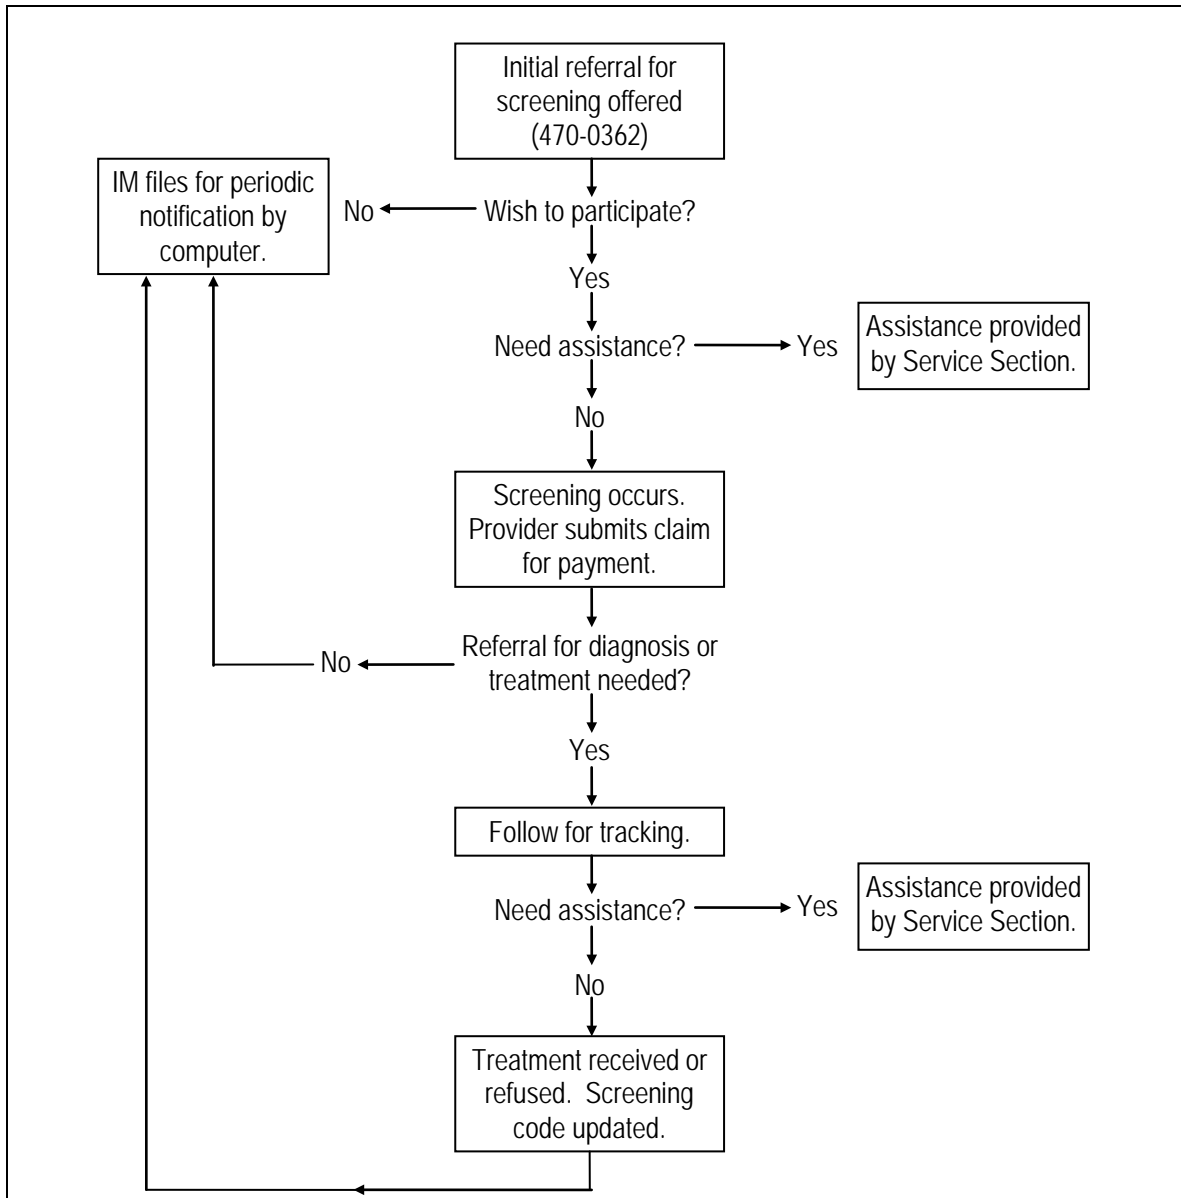 Initial referral for
screening offered
(470-0362)
IM files for periodic
notification by
computer.
No
Wish to participate?
Yes
Need assistance?
Yes
Assistance provided
by Service Section.
No
Screening occurs.
Provider submits claim
for payment.
Referral for diagnosis or
treatment needed?
No
Yes
Follow for tracking.
Need assistance?
Yes
Assistance provided
by Service Section.
No
Treatment received or
refused.  Screening
code updated.